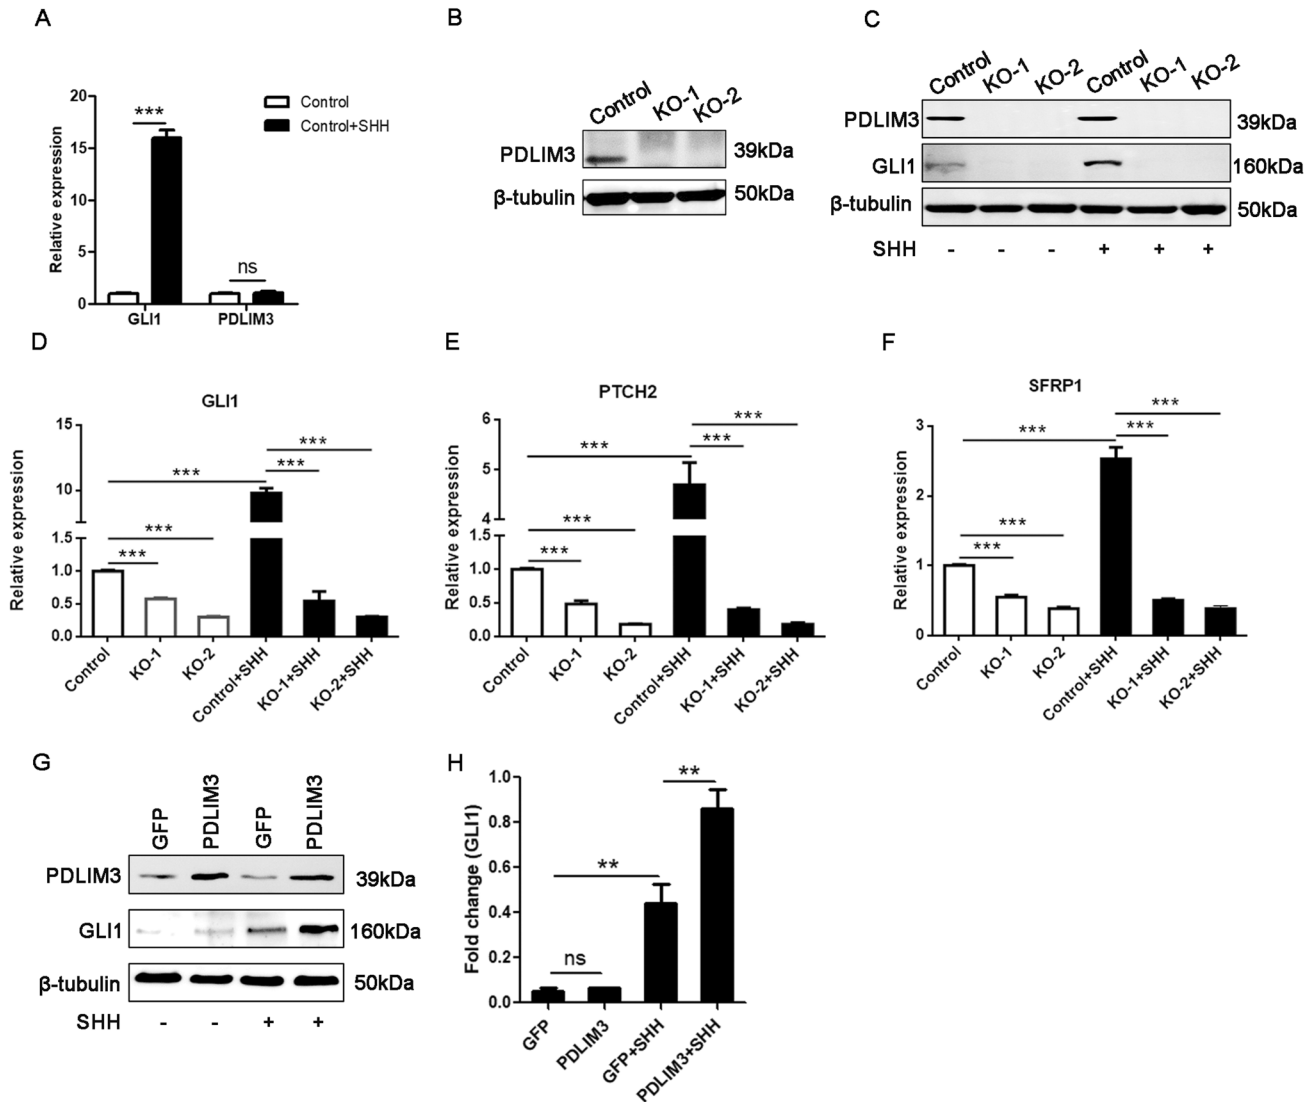 A
Relative expression
20
15
10
5
0
***
ns
GLI1 PDLIM3
Control
Control+SHH
B
Control KO-1 KO-2
PDLIM3 39kDa
β-tubulin 50kDa
C
Control KO-1 KO-2 Control KO-1 KO-2
PDLIM3 39kDa
GLI1 160kDa
β-tubulin 50kDa
SHH - - - + + +
D
GLI1
Relative expression
15
10
1.5
1.0
0.5
0.0
***
***
***
***
***
Control KO-1 KO-2 Control+SHH KO-1+SHH KO-2+SHH
E
PTCH2
Relative expression
6
5
4
1.5
1.0
0.5
0.0
***
***
***
***
***
Control KO-1 KO-2 Control+SHH KO-1+SHH KO-2+SHH
F
SFRP1
Relative expression
3
2
1
0
***
***
***
***
***
Control KO-1 KO-2 Control+SHH KO-1+SHH KO-2+SHH
G
GFP PDLIM3 GFP PDLIM3
PDLIM3 39kDa
GLI1 160kDa
β-tubulin 50kDa
SHH - - + +
H
Fold change (GLI1)
1.0
0.8
0.6
0.4
0.2
0.0
**
**
ns
GFP PDLIM3 GFP+SHH PDLIM3+SHH